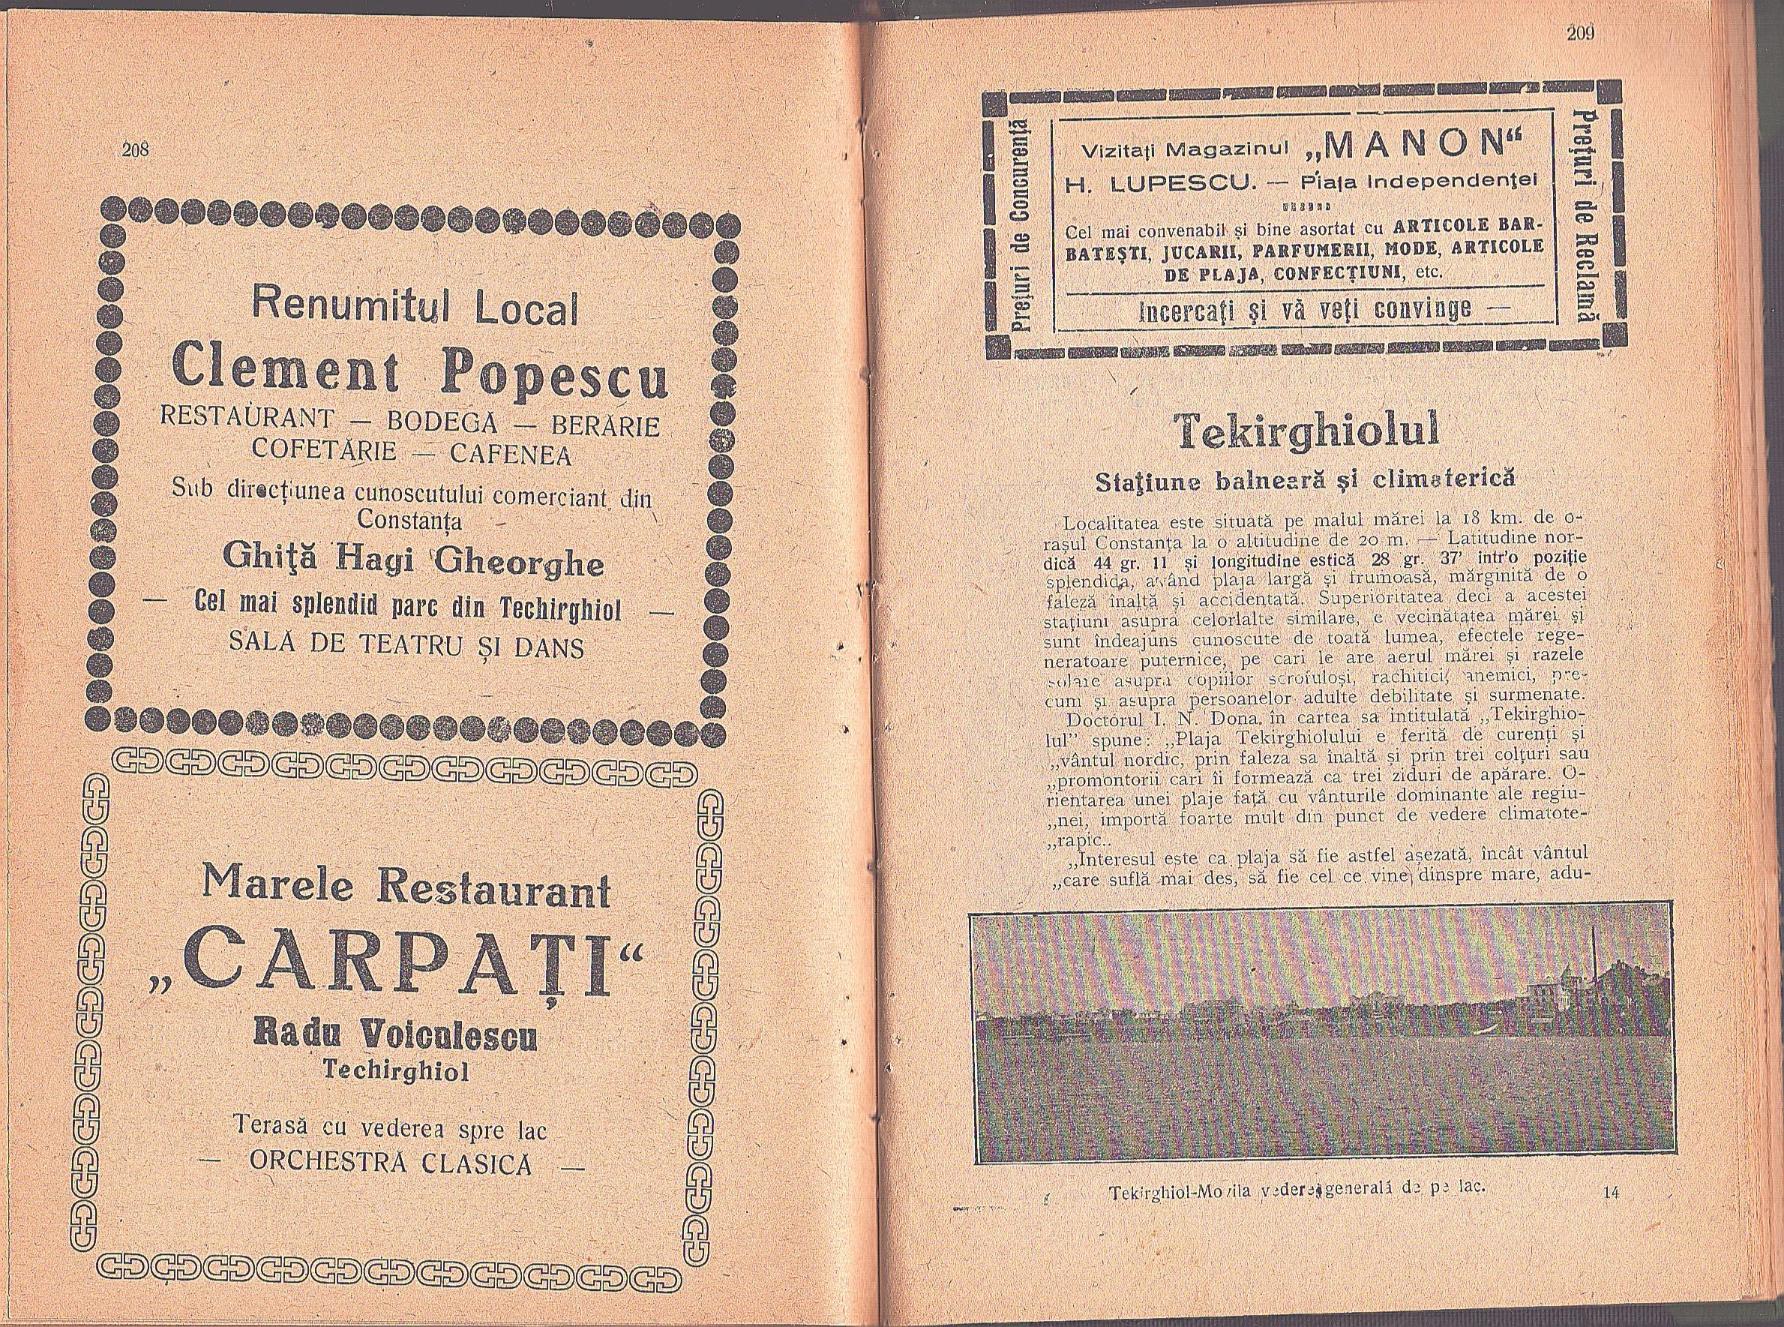 208
Renumitul Local
Clement Popescu
RESTAURANT — BODEGĂ — BERĂRIE
COFETĂRIE — CAFENEA
Sub direcțiunea cunoscutului comerciant din
Constanța
Ghiță Hagi Gheorghe
— Cel mai splendid parc din Techirghiol —
SALĂ DE TEATRU ȘI DANS
Marele Restaurant
„CARPAȚI“
Radu Voiculescu
Techirghiol
Terasă cu vederea spre lac
— ORCHESTRĂ CLASICĂ —
209
Prețuri de Concurență
Vizitați Magazinul „MANON“
H. LUPESCU. — Piața Independenței
Cel mai convenabil și bine asortat cu ARTICOLE BAR-
BATEȘTI, JUCARII, PARFUMERII, MODE, ARTICOLE
DE PLAJA, CONFECȚIUNI, etc.
Incercați și vă veți convinge —
Prețuri de Reclamă
Tekirghiolul
Stațiune balneară și climaterică
Localitatea este situată pe malul mărei la 18 km. de o-
rașul Constanța la o altitudine de 20 m. — Latitudine nor-
dică 44 gr. 11 și longitudine estică 28 gr. 37' intr'o poziție
splendida, având plaja largă și frumoasă, mărginită de o
faleză inaltă și accidentată. Superioritatea deci a acestei
stațiuni asupra celorlalte similare, e vecinătatea mărei și
sunt îndeajuns cunoscute de toată lumea, efectele rege-
neratoare puternice, pe cari le are aerul mărei și razele
solare asupra copiilor scrofuloși, rachitici, anemici, pre-
cum și asupra persoanelor adulte debilitate și surmenate.
Doctorul I. N. Dona, în cartea sa intitulată „Tekirghio-
lul” spune: „Plaja Tekirghiolului e ferită de curenți și
„vântul nordic, prin faleza sa înaltă și prin trei colțuri sau
„promontorii cari îi formează ca trei ziduri de apărare. O-
rientarea unei plaje față cu vânturile dominante ale regiu-
„nei, importă foarte mult din punct de vedere climatote-
„rapic..
„Interesul este ca plaja să fie astfel așezată, încât vântul
„care suflă mai des, să fie cel ce vine dinspre mare, adu-
Tekirghiol-Movila vederea generală de pe lac.
14